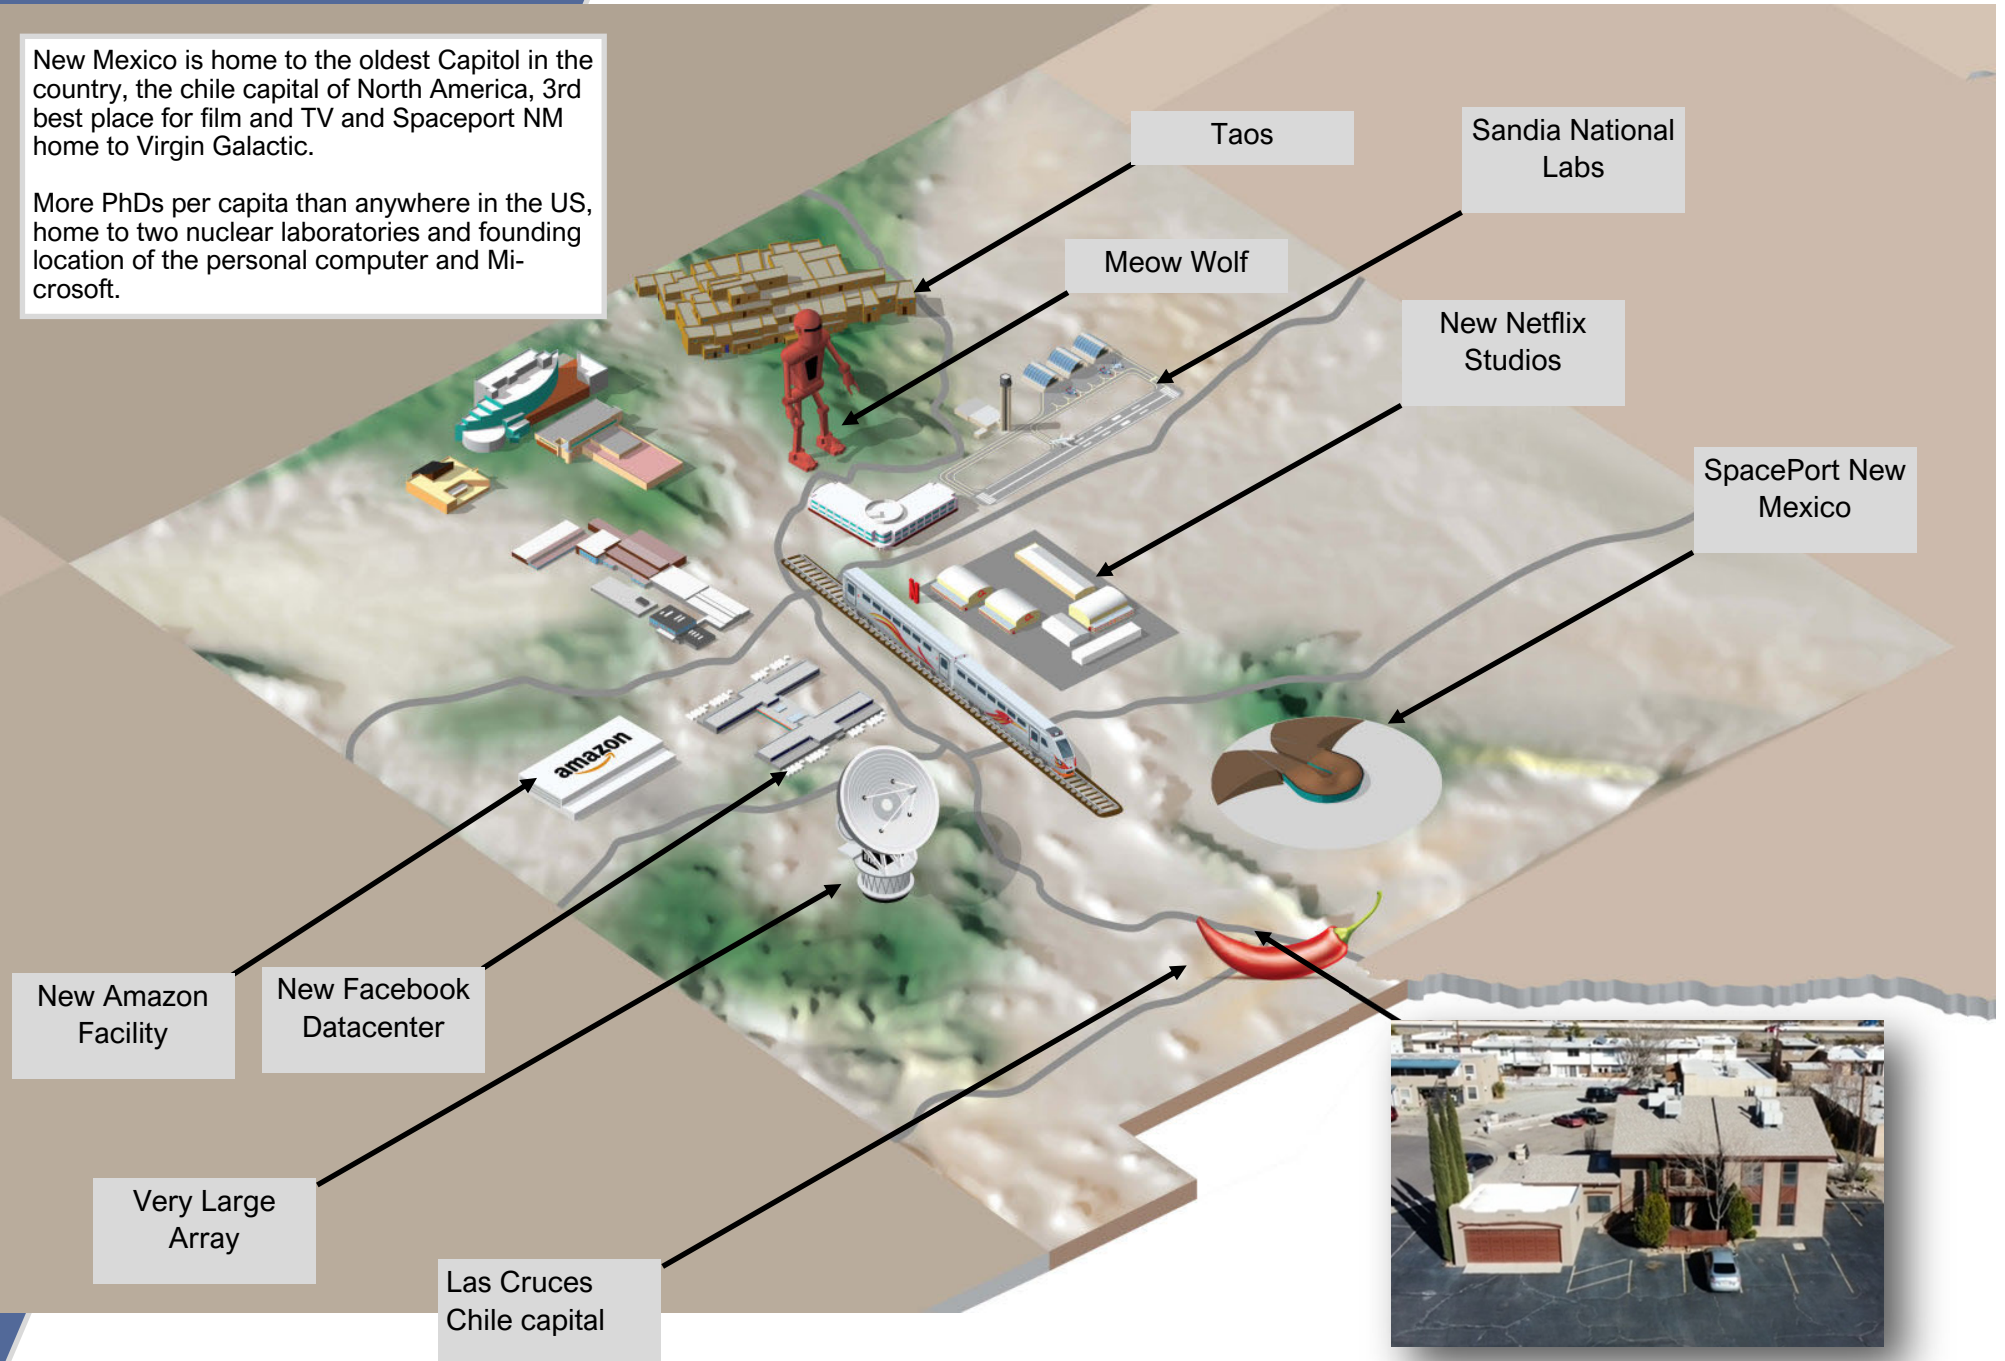 New Mexico is home to the oldest Capitol in the
country, the chile capital of North America, 3rd
best place for film and TV and Spaceport NM
home to Virgin Galactic.
More PhDs per capita than anywhere in the US,
home to two nuclear laboratories and founding
location of the personal computer and Mi-
crosoft.
Taos
Sandia National
Labs
Meow Wolf
New Netflix
Studios
SpacePort New
Mexico
N
amazon
New Amazon
Facility
New Facebook
Datacenter
Very Large
Array
Las Cruces
Chile capital